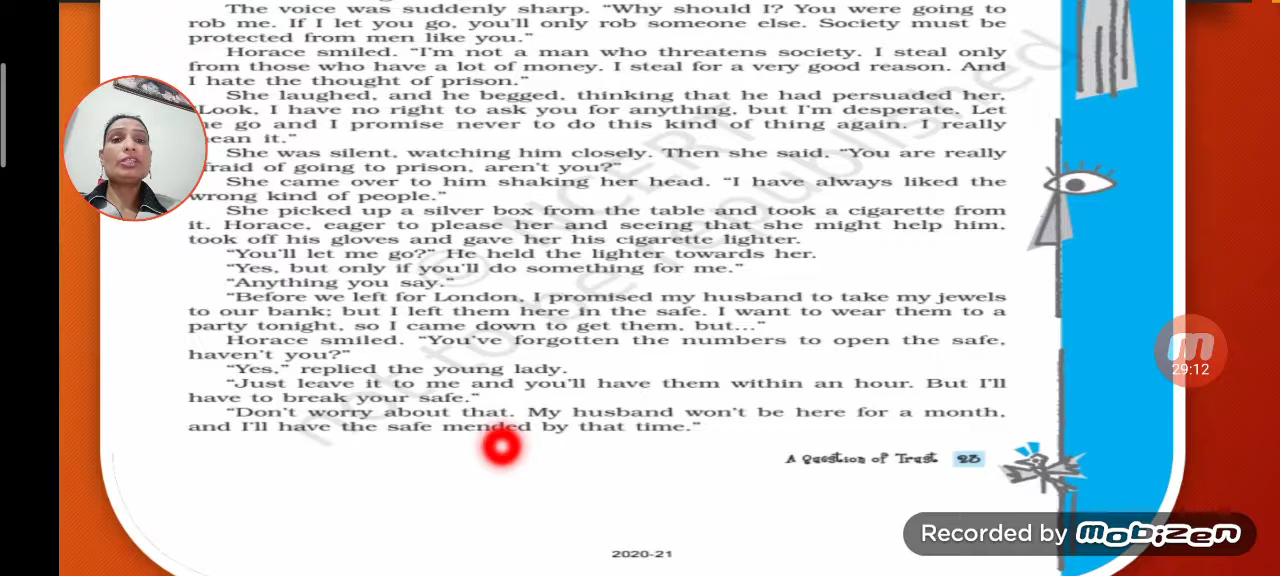 The voice was suddenly sharp. “Why should I? You were going to
rob me. If I let you go, you’ll only rob someone else. Society must be
protected from men like you.”
Horace smiled. “I’m not a man who threatens society. I steal only
from those who have a lot of money. I steal for a very good reason. And
I hate the thought of prison.”
She laughed, and he begged, thinking that he had persuaded her,
“Look, I have no right to ask you for anything, but I’m desperate. Let
me go and I promise never to do this kind of thing again. I really
mean it.”
She was silent, watching him closely. Then she said, “You are really
afraid of going to prison, aren’t you?”
She came over to him shaking her head. “I have always liked the
wrong kind of people.”
She picked up a silver box from the table and took a cigarette from
it. Horace, eager to please her and seeing that she might help him,
took off his gloves and gave her his cigarette lighter.
“You’ll let me go?” He held the lighter towards her.
“Yes, but only if you’ll do something for me.”
“Anything you say.”
“Before we left for London, I promised my husband to take my jewels
to our bank; but I left them here in the safe. I want to wear them to a
party tonight, so I came down to get them, but...”
Horace smiled. “You’ve forgotten the numbers to open the safe,
haven’t you?”
“Yes,” replied the young lady.
“Just leave it to me and you’ll have them within an hour. But I’ll
have to break your safe.”
“Don’t worry about that. My husband won’t be here for a month,
and I’ll have the safe mended by that time.”
A Question of Trust 23
2020-21
© NCERT
not to be republished
29:12
Recorded by Mobizen